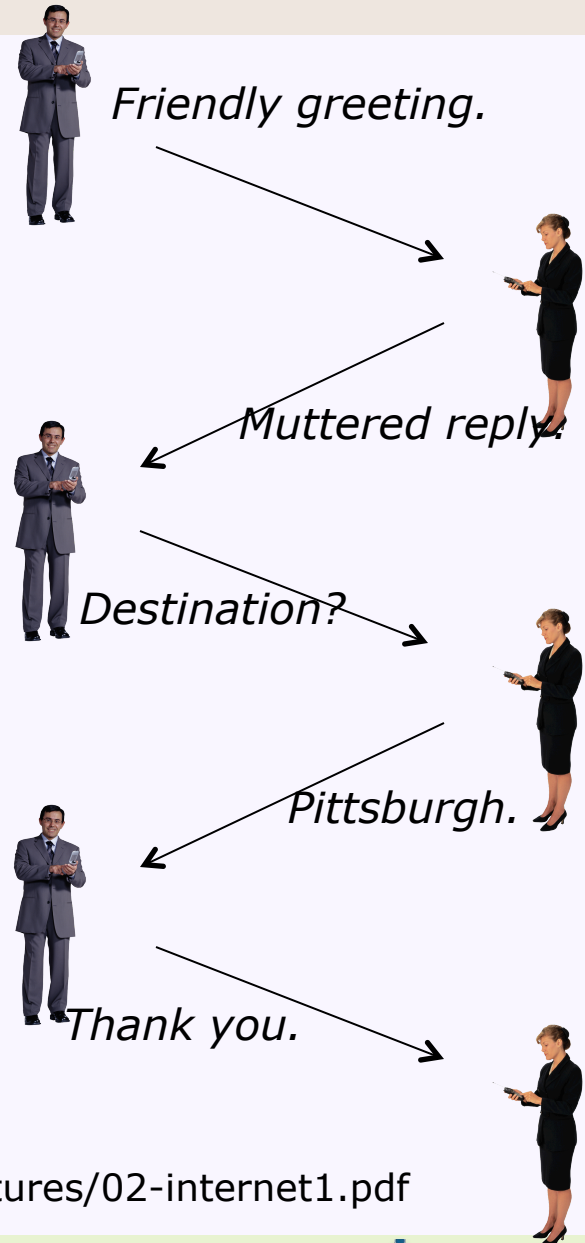 Friendly greeting.
Muttered reply.
Destination?
Pittsburgh.
Thank you.
tures/02-internet1.pdf